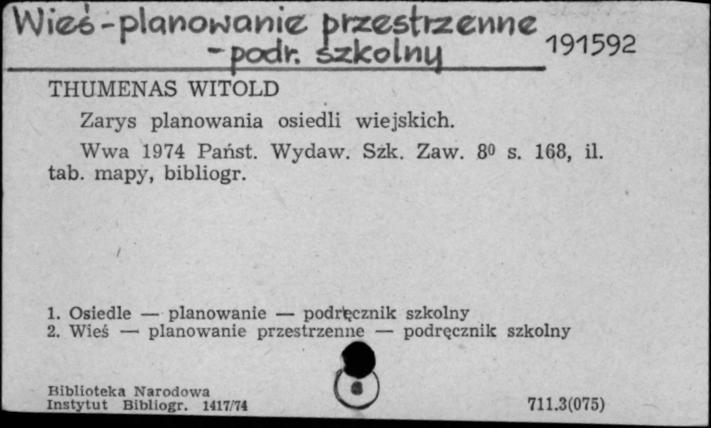 Wieś-planowanie przestrzenne
-podr. szkolny
191592
THUMENAS WITOLD
Zarys planowania osiedli wiejskich.
Wwa 1974 Państ. Wydaw. Szk. Zaw. 8⁰ s. 168, il.
tab. mapy, bibliogr.
1. Osiedle — planowanie — podręcznik szkolny
2. Wieś — planowanie przestrzenne — podręcznik szkolny
Biblioteka Narodowa
Instytut Bibliogr. 1417/74
711.3(075)